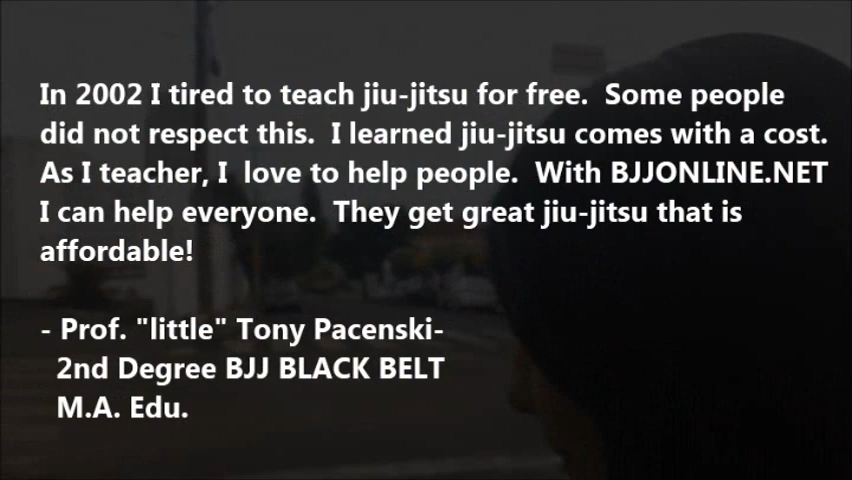 In 2002 I tired to teach jiu-jitsu for free.  Some people
did not respect this.  I learned jiu-jitsu comes with a cost.
As I teacher, I  love to help people.  With BJJONLINE.NET
I can help everyone.  They get great jiu-jitsu that is
affordable!
- Prof. "little" Tony Pacenski-
2nd Degree BJJ BLACK BELT
M.A. Edu.